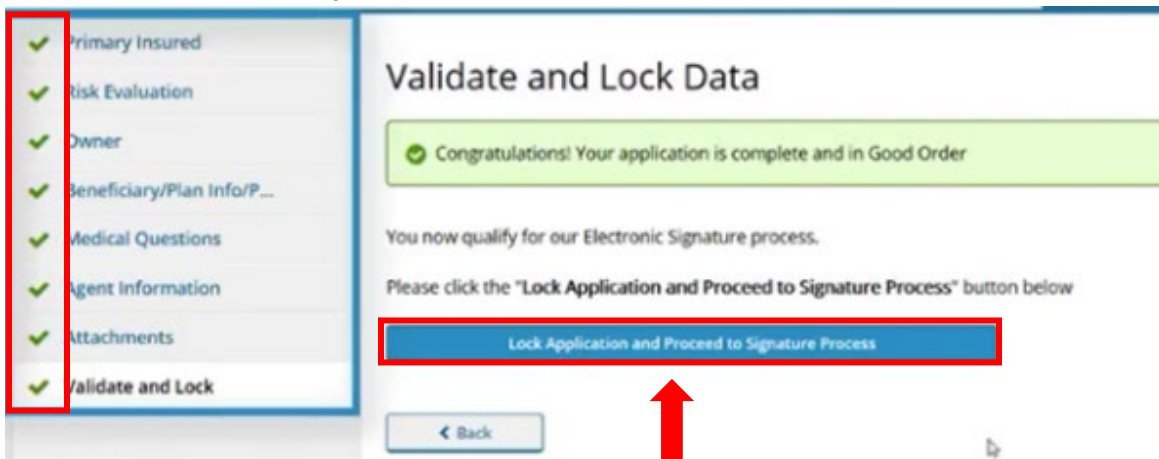 Primary Insured
Risk Evaluation
Owner
Beneficiary/Plan Info/P...
Medical Questions
Agent Information
Attachments
Validate and Lock
Validate and Lock Data
Congratulations! Your application is complete and in Good Order
You now qualify for our Electronic Signature process.
Please click the "Lock Application and Proceed to Signature Process" button below
Lock Application and Proceed to Signature Process
Back